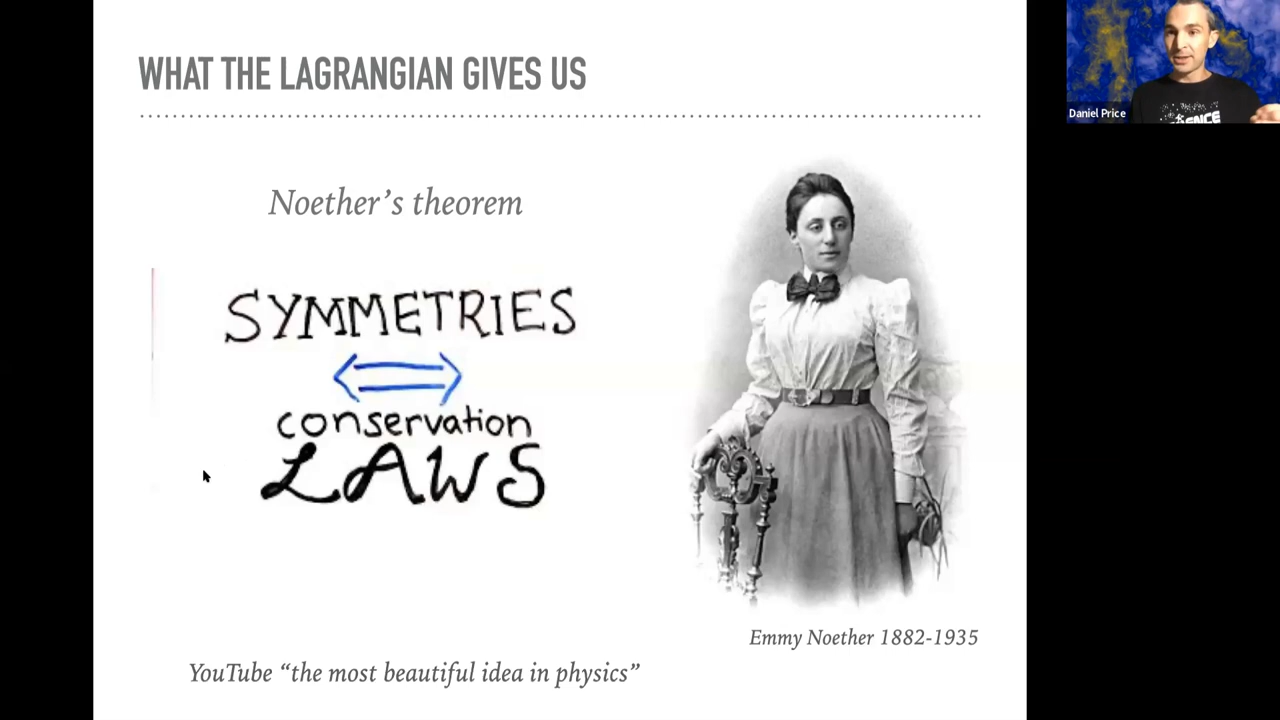 WHAT THE LAGRANGIAN GIVES US
Noether’s theorem
SYMMETRIES
conservation
LAWS
Emmy Noether 1882-1935
YouTube “the most beautiful idea in physics”
Daniel Price